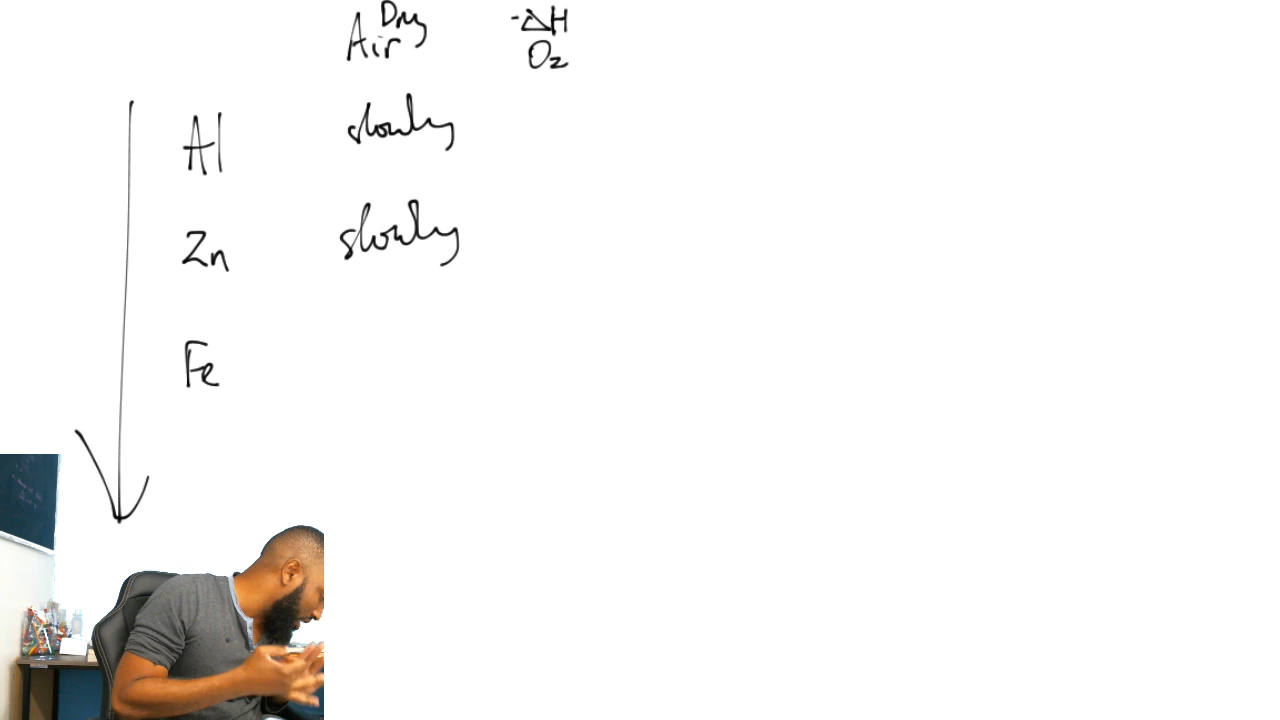 Dry -ΔH
Air O₂
Al slowly
Zn slowly
Fe